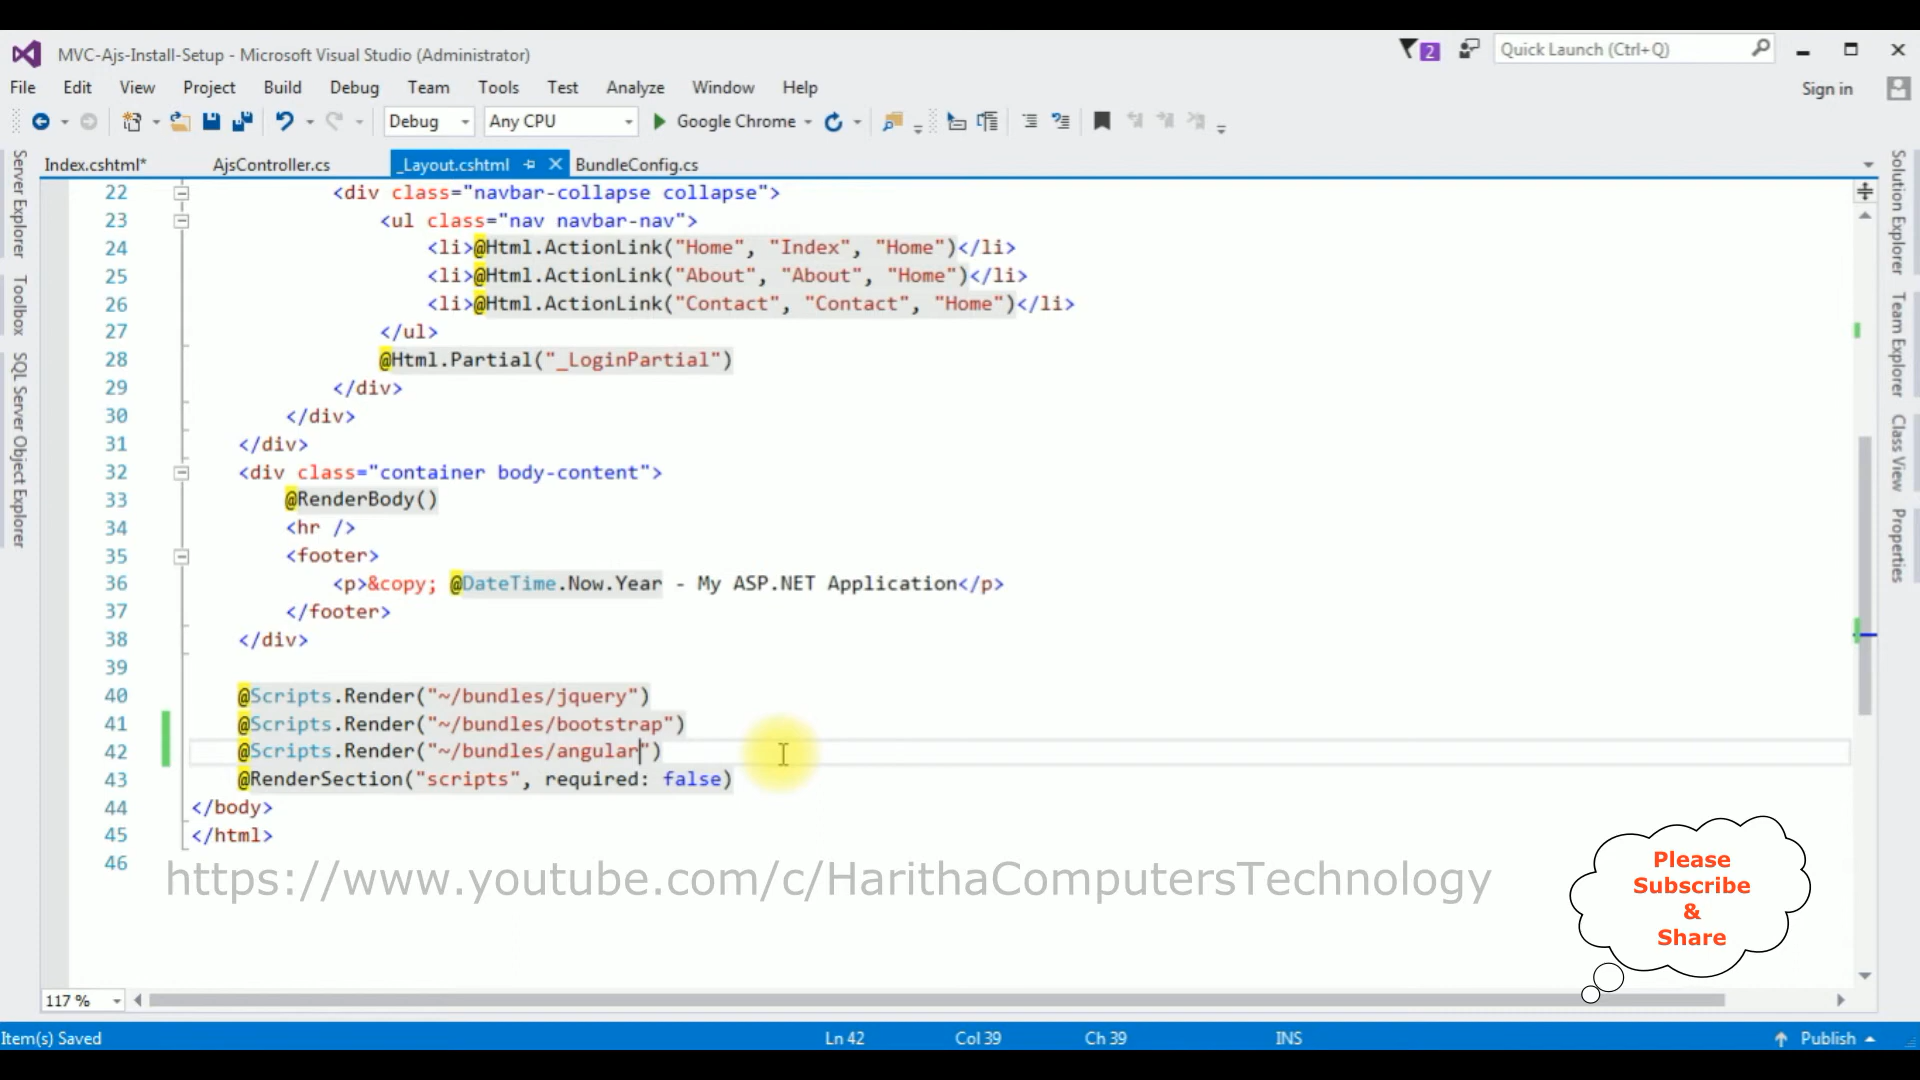 MVC-Ajs-Install-Setup - Microsoft Visual Studio (Administrator)
2
Quick Launch (Ctrl+Q)
File Edit View Project Build Debug Team Tools Test Analyze Window Help
Sign in
Debug Any CPU Google Chrome
Index.cshtml* AjsController.cs _Layout.cshtml BundleConfig.cs
Server Explorer
Toolbox
SQL Server Object Explorer
22 <div class="navbar-collapse collapse">
23 <ul class="nav navbar-nav">
24 <li>@Html.ActionLink("Home", "Index", "Home")</li>
25 <li>@Html.ActionLink("About", "About", "Home")</li>
26 <li>@Html.ActionLink("Contact", "Contact", "Home")</li>
27 </ul>
28 @Html.Partial("_LoginPartial")
29 </div>
30 </div>
31 </div>
32 <div class="container body-content">
33 @RenderBody()
34 <hr />
35 <footer>
36 <p>&copy; @DateTime.Now.Year - My ASP.NET Application</p>
37 </footer>
38 </div>
39
40 @Scripts.Render("~/bundles/jquery")
41 @Scripts.Render("~/bundles/bootstrap")
42 @Scripts.Render("~/bundles/angular")
43 @RenderSection("scripts", required: false)
44 </body>
45 </html>
46
https://www.youtube.com/c/HarithaComputersTechnology
Please
Subscribe
&
Share
Solution Explorer
Team Explorer
Class View
Properties
117 %
Item(s) Saved Ln 42 Col 39 Ch 39 INS Publish